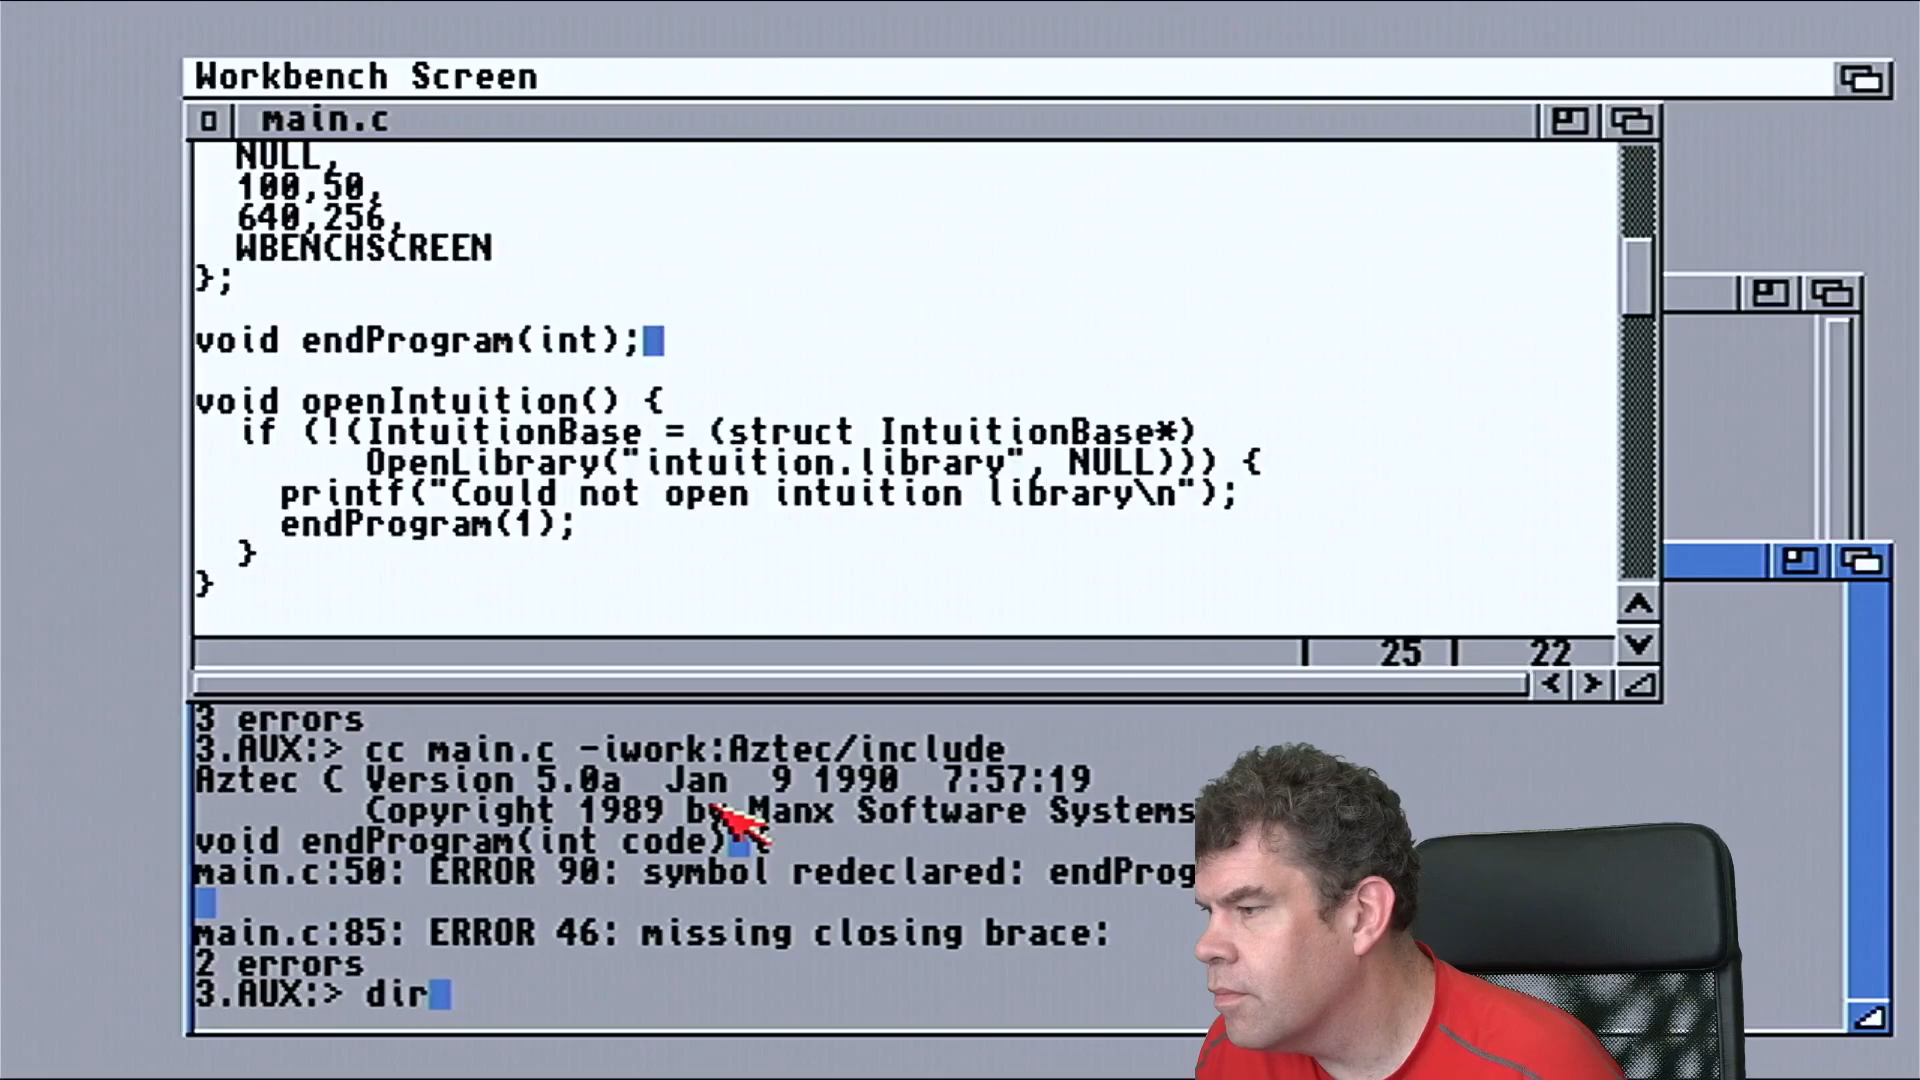 Workbench Screen
main.c
NULL,
100,50,
640,256,
WBENCHSCREEN
};
void endProgram(int);
void openIntuition() {
if (!(IntuitionBase = (struct IntuitionBase*)
OpenLibrary("intuition.library", NULL))) {
printf("Could not open intuition library\n");
endProgram(1);
}
}
25 22
3 errors
3.AUX:> cc main.c -iwork:Aztec/include
Aztec C Version 5.0a Jan 9 1990 7:57:19
Copyright 1989 by Manx Software Systems
void endProgram(int code) {
main.c:50: ERROR 90: symbol redeclared: endProg
main.c:85: ERROR 46: missing closing brace:
2 errors
3.AUX:> dir